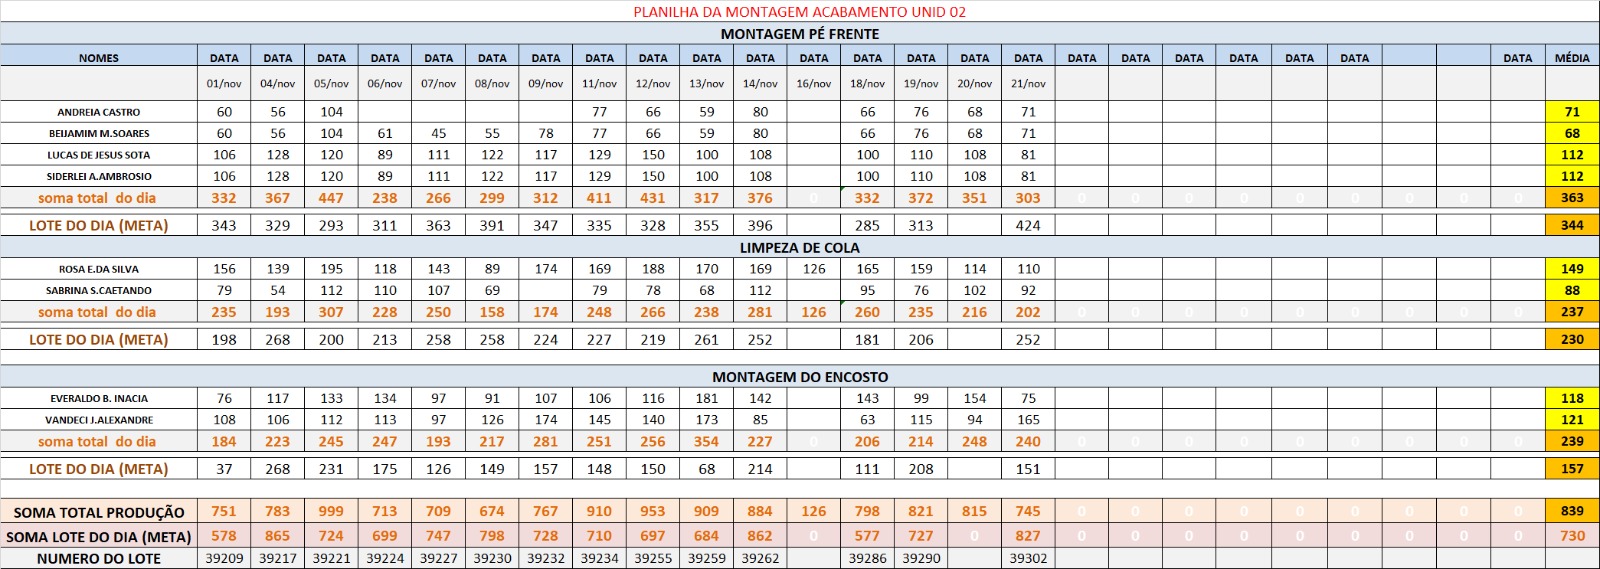 PLANILHA DA MONTAGEM ACABAMENTO UNID 02
MONTAGEM PÉ FRENTE
NOMES DATA DATA DATA DATA DATA DATA DATA DATA DATA DATA DATA DATA DATA DATA DATA DATA DATA DATA DATA DATA DATA DATA DATA MÉDIA
01/nov 04/nov 05/nov 06/nov 07/nov 08/nov 09/nov 11/nov 12/nov 13/nov 14/nov 16/nov 18/nov 19/nov 20/nov 21/nov
ANDREIA CASTRO 60 56 104 77 66 59 80 66 76 68 71 71
BEIJAMIM M.SOARES 60 56 104 61 45 55 78 77 66 59 80 66 76 68 71 68
LUCAS DE JESUS SOTA 106 128 120 89 111 122 117 129 150 100 108 100 110 108 81 112
SIDERLEI A.AMBROSIO 106 128 120 89 111 122 117 129 150 100 108 100 110 108 81 112
soma total do dia 332 367 447 238 266 299 312 411 431 317 376 0 332 372 351 303 0 0 0 0 0 0 0 0 0 363
LOTE DO DIA (META) 343 329 293 311 363 391 347 335 328 355 396 285 313 424 344
LIMPEZA DE COLA
ROSA E.DA SILVA 156 139 195 118 143 89 174 169 188 170 169 126 165 159 114 110 149
SABRINA S.CAETANDO 79 54 112 110 107 69 79 78 68 112 95 76 102 92 88
soma total do dia 235 193 307 228 250 158 174 248 266 238 281 126 260 235 216 202 0 0 0 0 0 0 0 0 0 237
LOTE DO DIA (META) 198 268 200 213 258 258 224 227 219 261 252 181 206 252 230
MONTAGEM DO ENCOSTO
EVERALDO B. INACIA 76 117 133 134 97 91 107 106 116 181 142 143 99 154 75 118
VANDECI J.ALEXANDRE 108 106 112 113 97 126 174 145 140 173 85 63 115 94 165 121
soma total do dia 184 223 245 247 193 217 281 251 256 354 227 0 206 214 248 240 0 0 0 0 0 0 0 0 0 239
LOTE DO DIA (META) 37 268 231 175 126 149 157 148 150 68 214 111 208 151 157
SOMA TOTAL PRODUÇÃO 751 783 999 713 709 674 767 910 953 909 884 126 798 821 815 745 0 0 0 0 0 0 0 0 0 839
SOMA LOTE DO DIA (META) 578 865 724 699 747 798 728 710 697 684 862 0 577 727 0 827 0 0 0 0 0 0 0 0 0 730
NUMERO DO LOTE 39209 39217 39221 39224 39227 39230 39232 39234 39255 39259 39262 39286 39290 39302